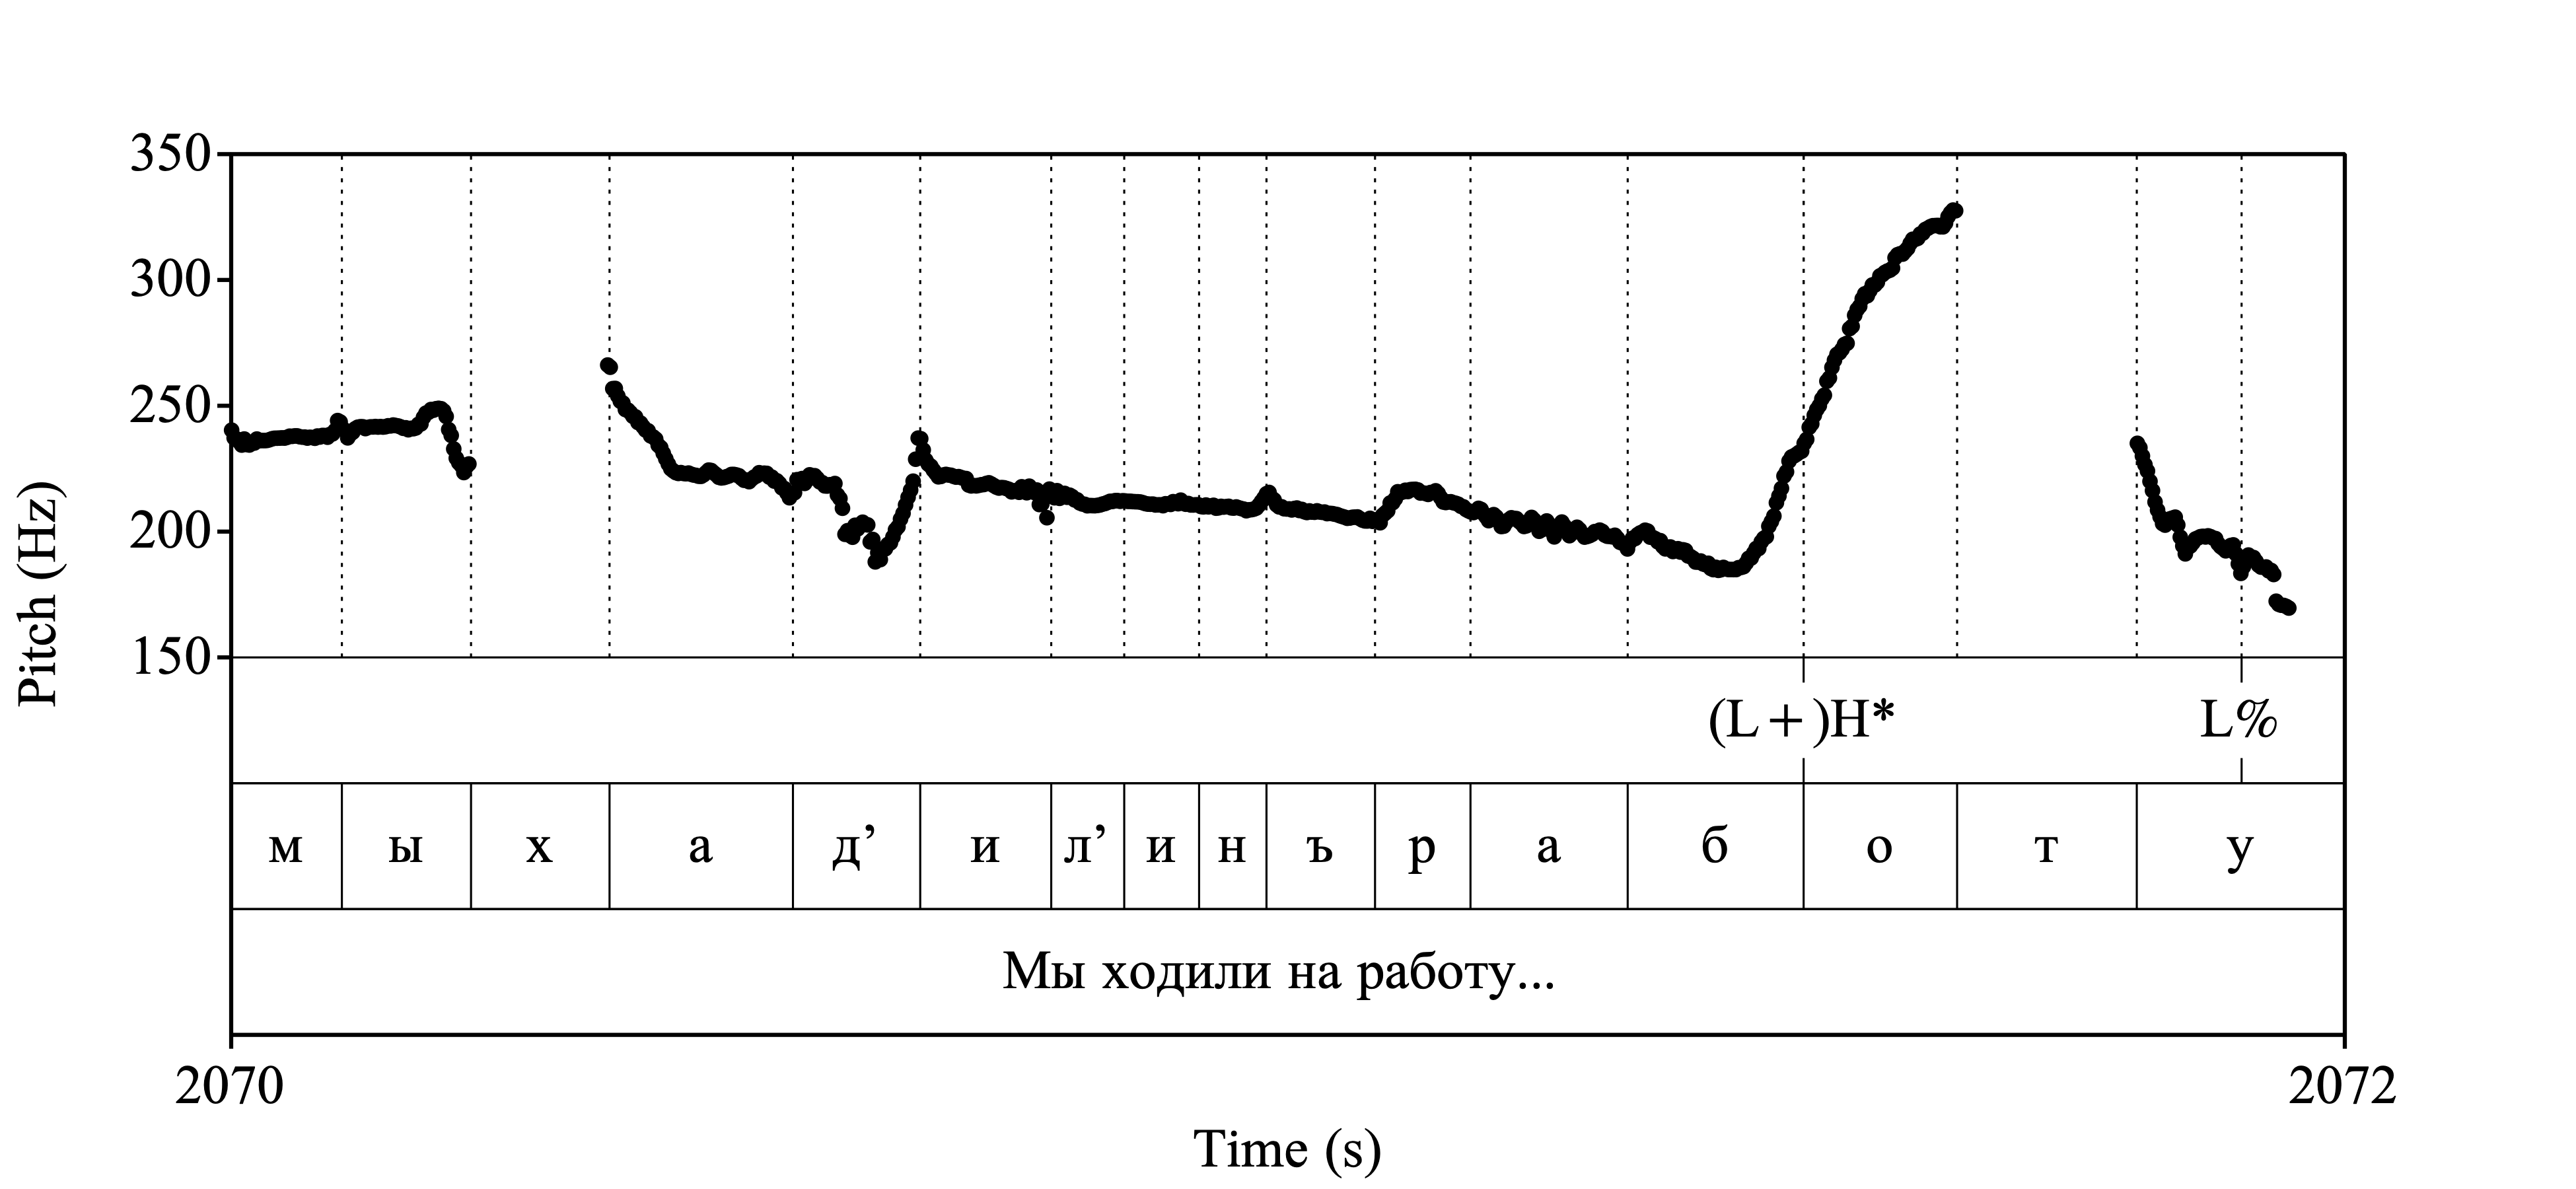 350
300
250
200
150
Pitch (Hz)
(L+)H* L%
м ы х а д’ и л’ и н ъ р а б о т у
Мы ходили на работу...
2070 2072
Time (s)